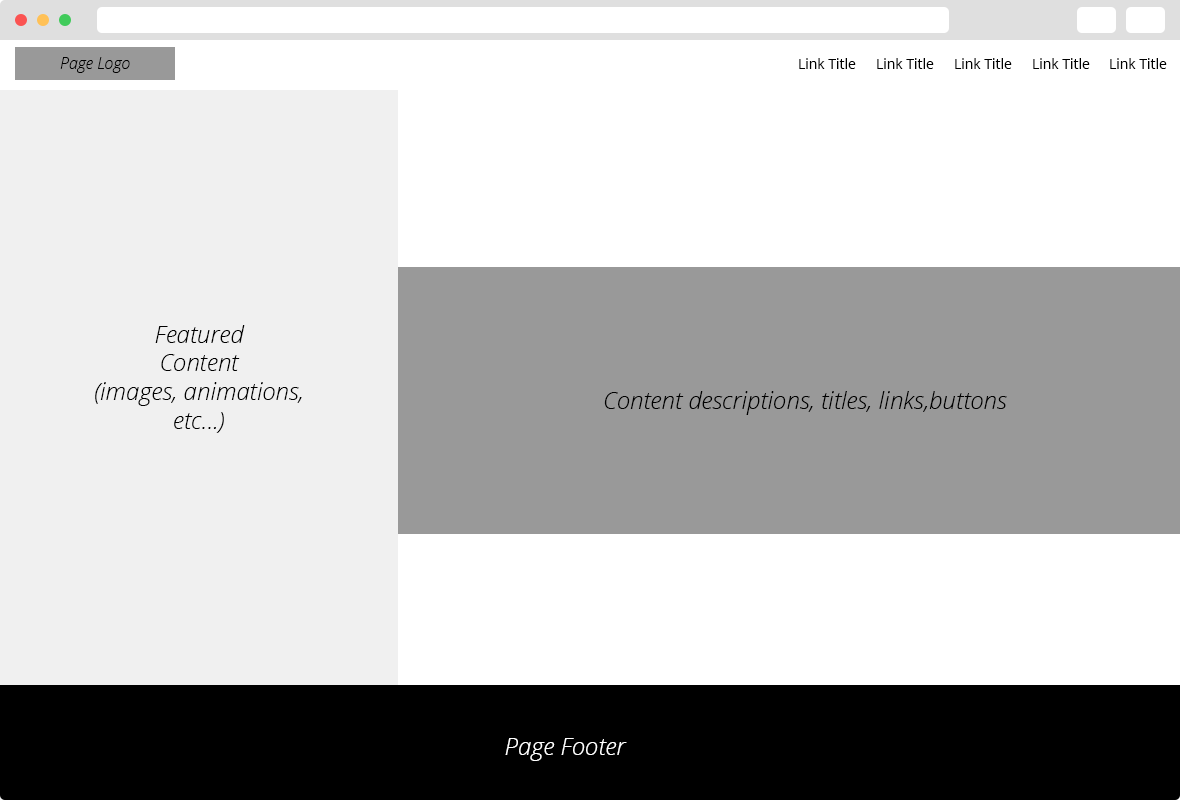 Page Logo
Link Title Link Title Link Title Link Title Link Title
Featured
Content
(images, animations,
etc...)
Content descriptions, titles, links,buttons
Page Footer